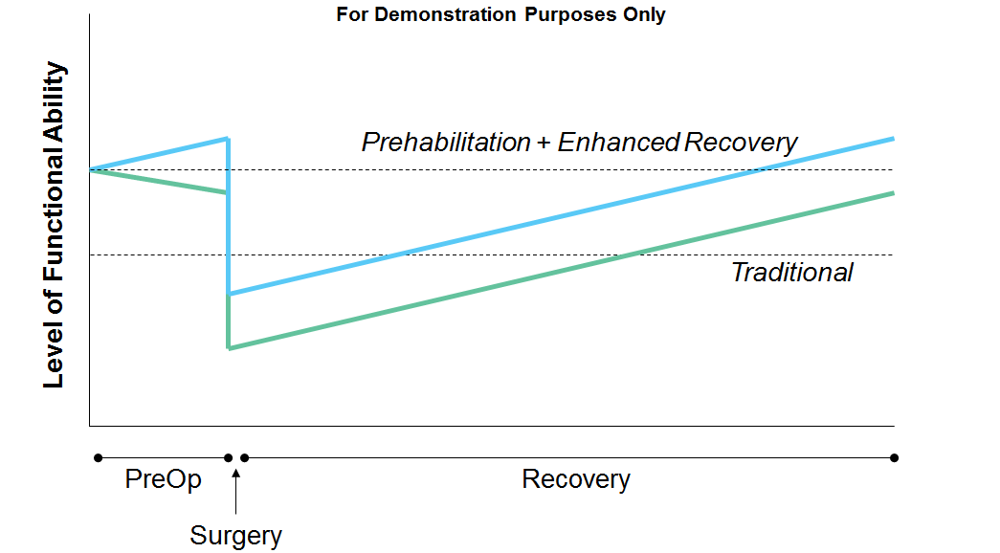 For Demonstration Purposes Only
Level of Functional Ability
Prehabilitation + Enhanced Recovery
Traditional
PreOp
Recovery
Surgery